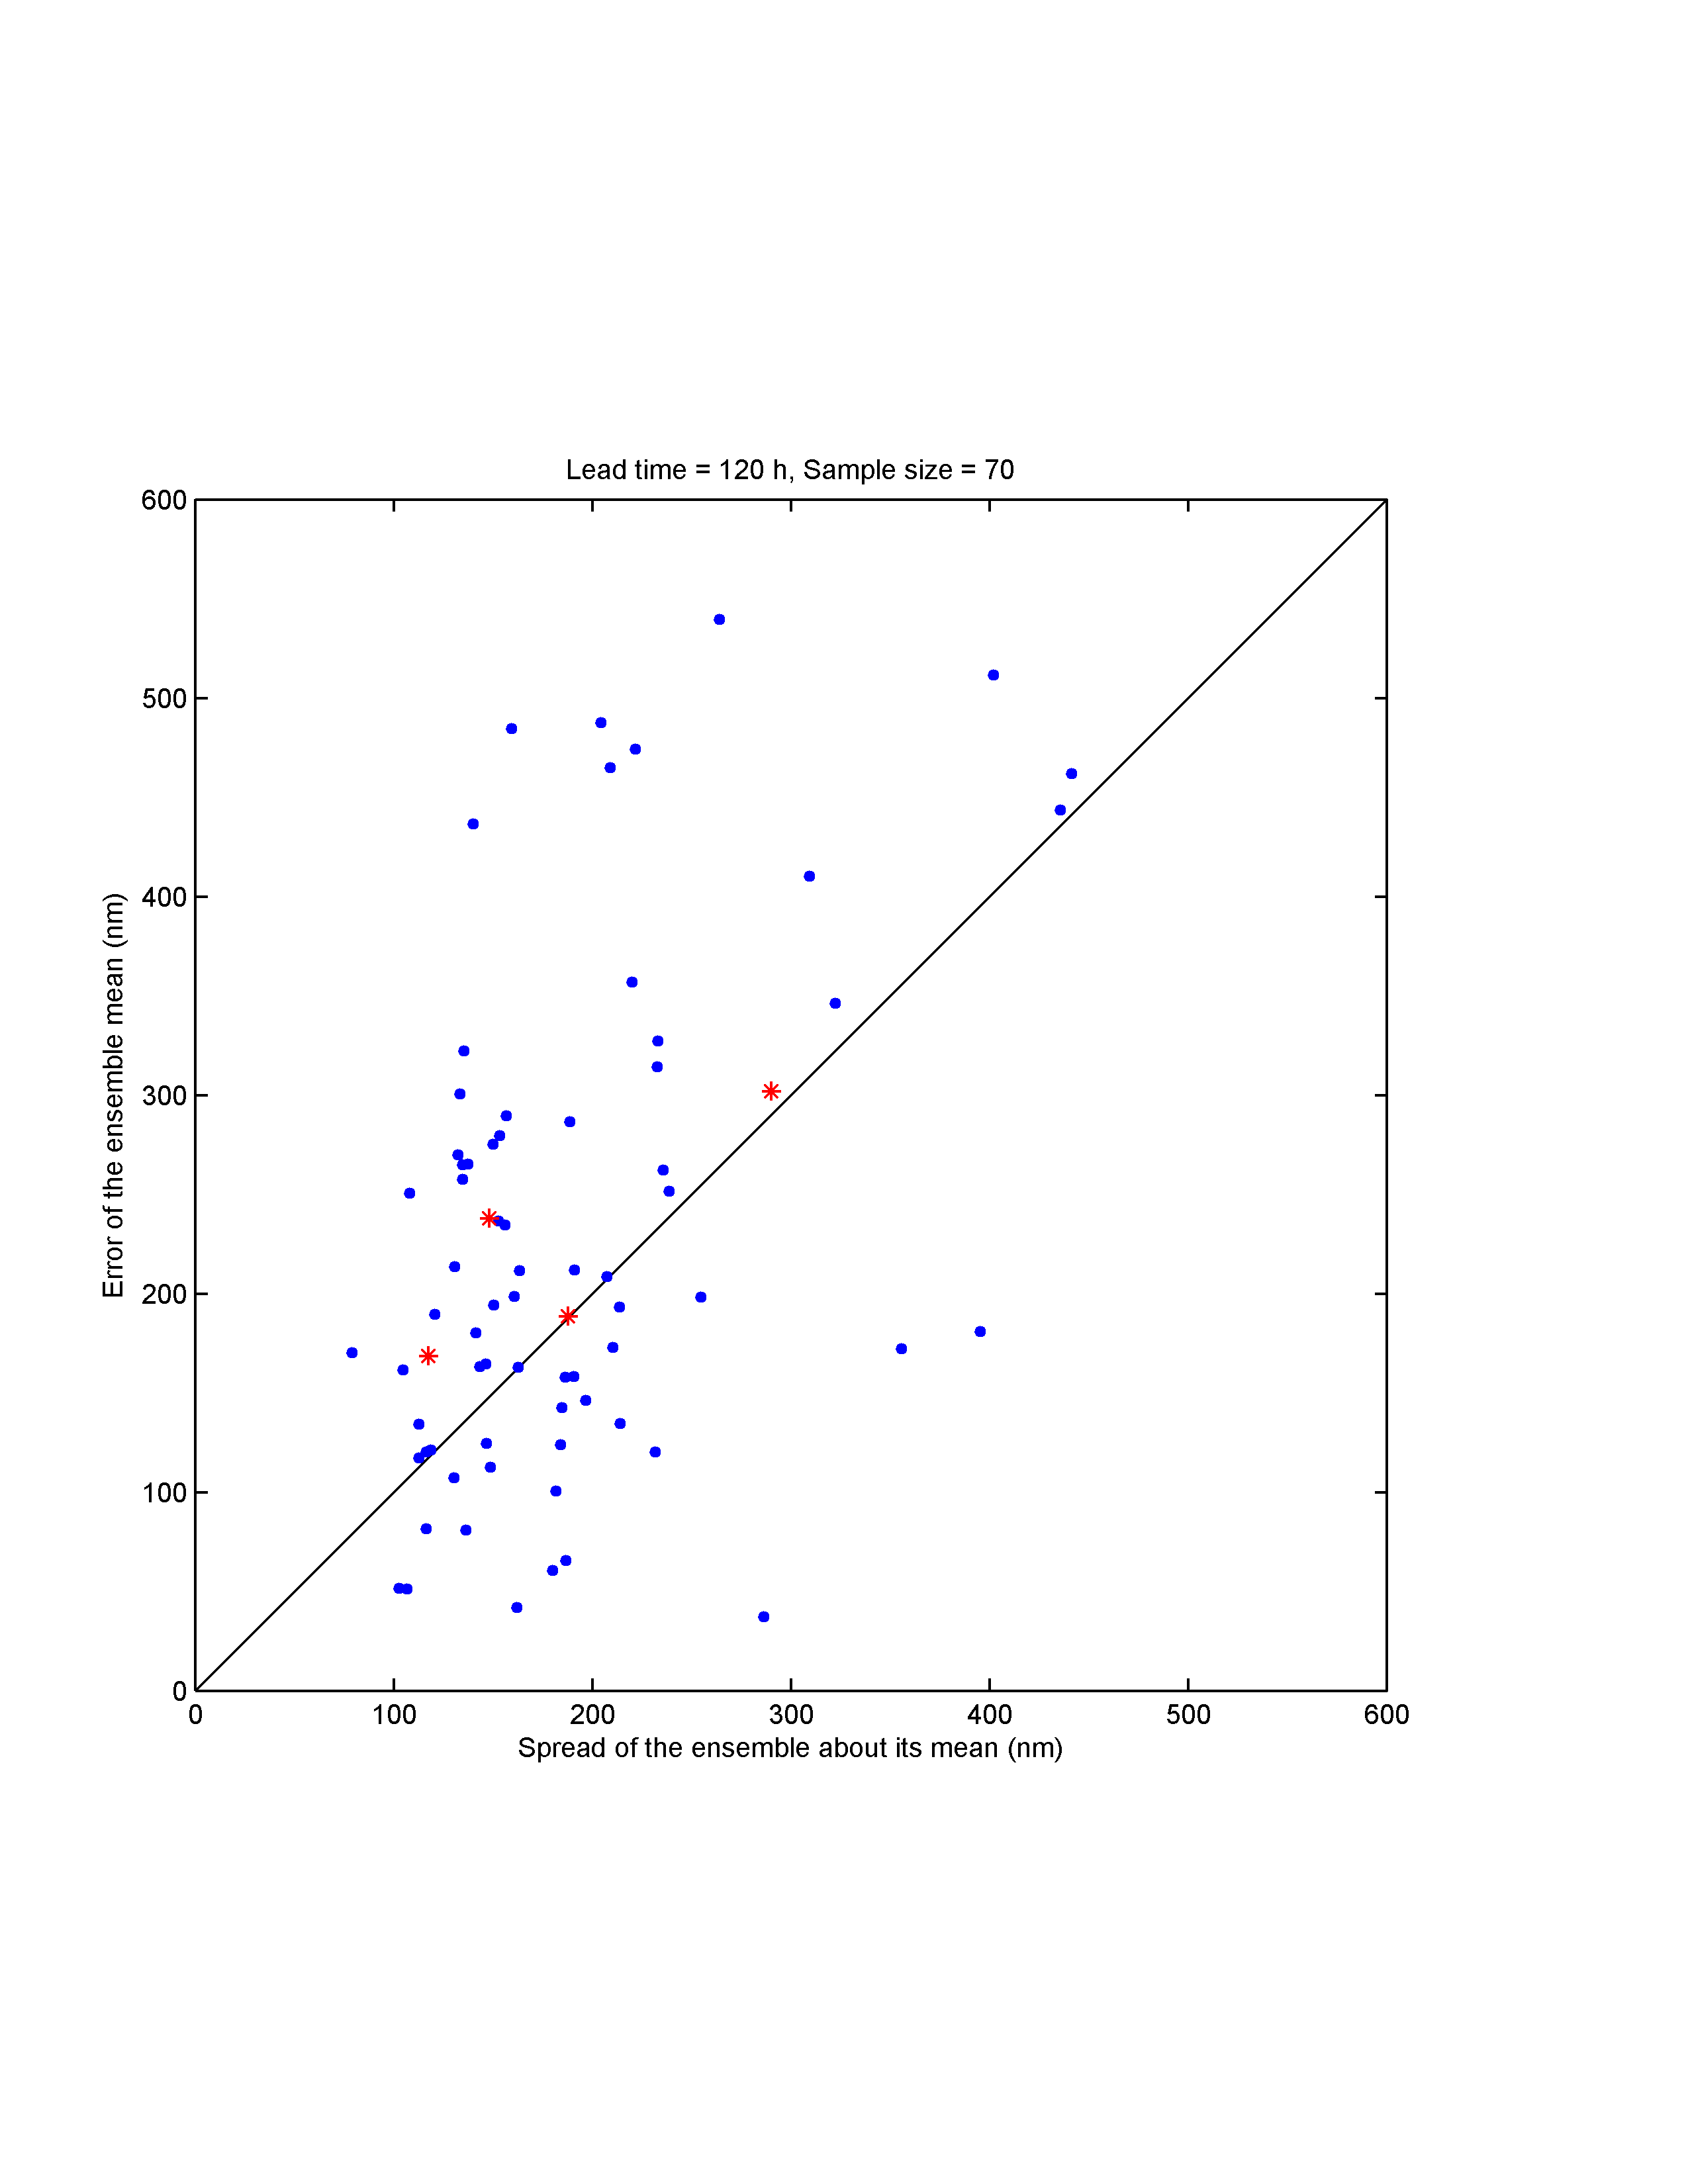 Lead time = 120 h, Sample size = 70
600
500
400
300
200
100
0
Error of the ensemble mean (nm)
0 100 200 300 400 500 600
Spread of the ensemble about its mean (nm)